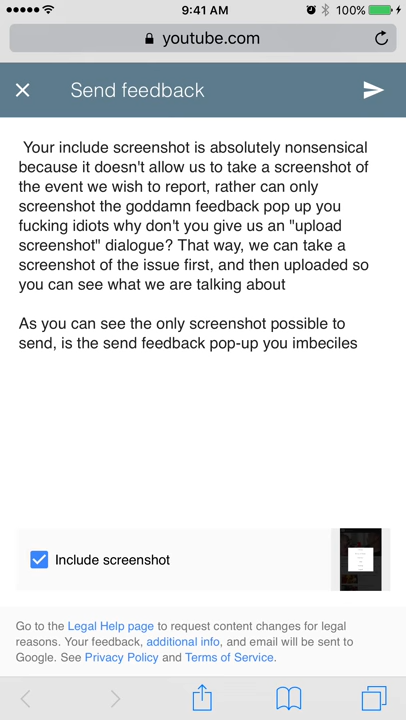 9:41 AM
100%
youtube.com
Send feedback
Your include screenshot is absolutely nonsensical
because it doesn't allow us to take a screenshot of
the event we wish to report, rather can only
screenshot the goddamn feedback pop up you
fucking idiots why don't you give us an "upload
screenshot" dialogue? That way, we can take a
screenshot of the issue first, and then uploaded so
you can see what we are talking about
As you can see the only screenshot possible to
send, is the send feedback pop-up you imbeciles
Include screenshot
Go to the Legal Help page to request content changes for legal
reasons. Your feedback, additional info, and email will be sent to
Google. See Privacy Policy and Terms of Service.